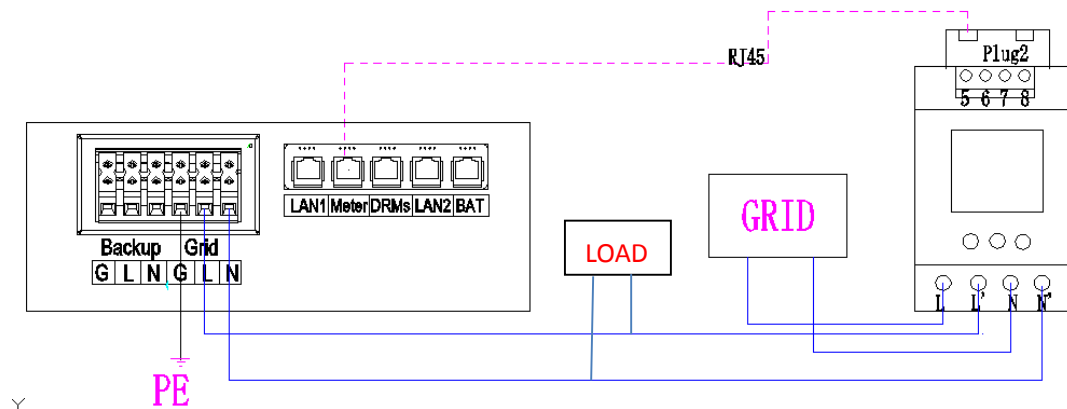 RJ45
Plug2
5 6 7 8
LAN1 Meter DRMs LAN2 BAT
Backup Grid
G L N G L N
LOAD
GRID
L L' N N'
PE
Y